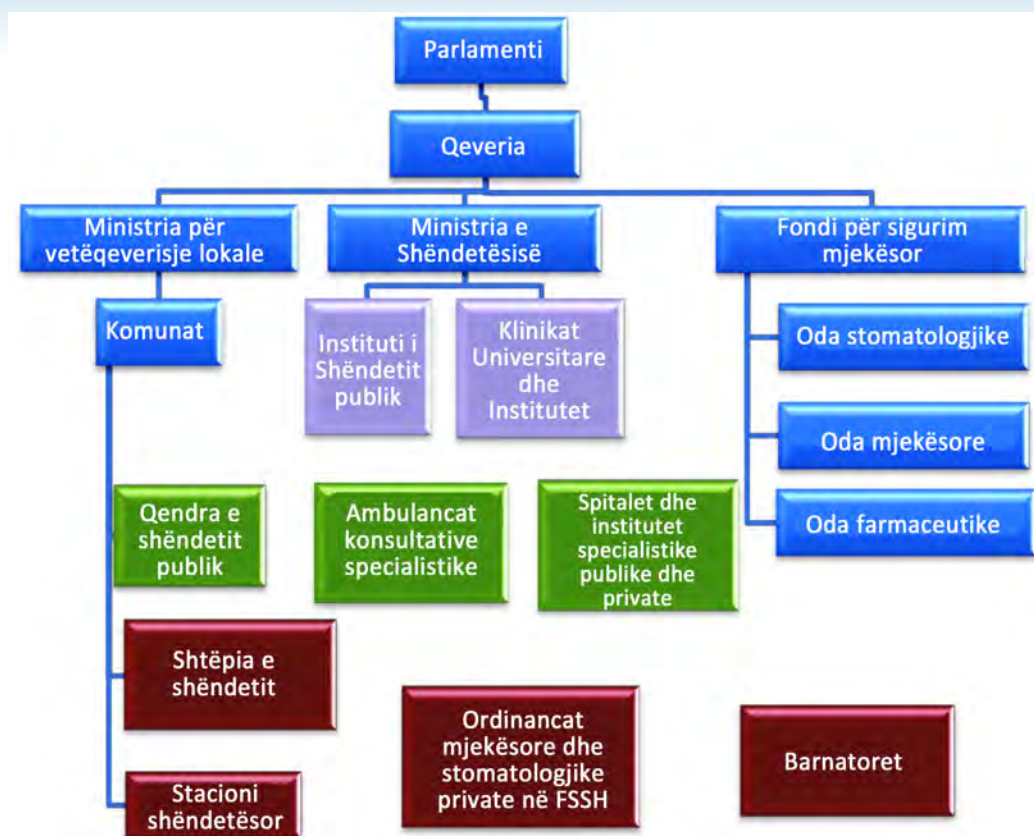 Parlamenti
Qeveria
Ministria për
vetëqeverisje lokale
Ministria e
Shëndetësisë
Fondi për sigurim
mjekësor
Komunat
Instituti i
Shëndetit
publik
Klinikat
Universitare
dhe
Institutet
Oda stomatologjike
Oda mjekësore
Oda farmaceutike
Qendra e
shëndetit
publik
Ambulancat
konsultative
specialistike
Spitalet dhe
institutet
specialistike
publike dhe
private
Shtëpia e
shëndetit
Ordinancat
mjekësore dhe
stomatologjike
private në FSSH
Barnatoret
Stacioni
shëndetësor